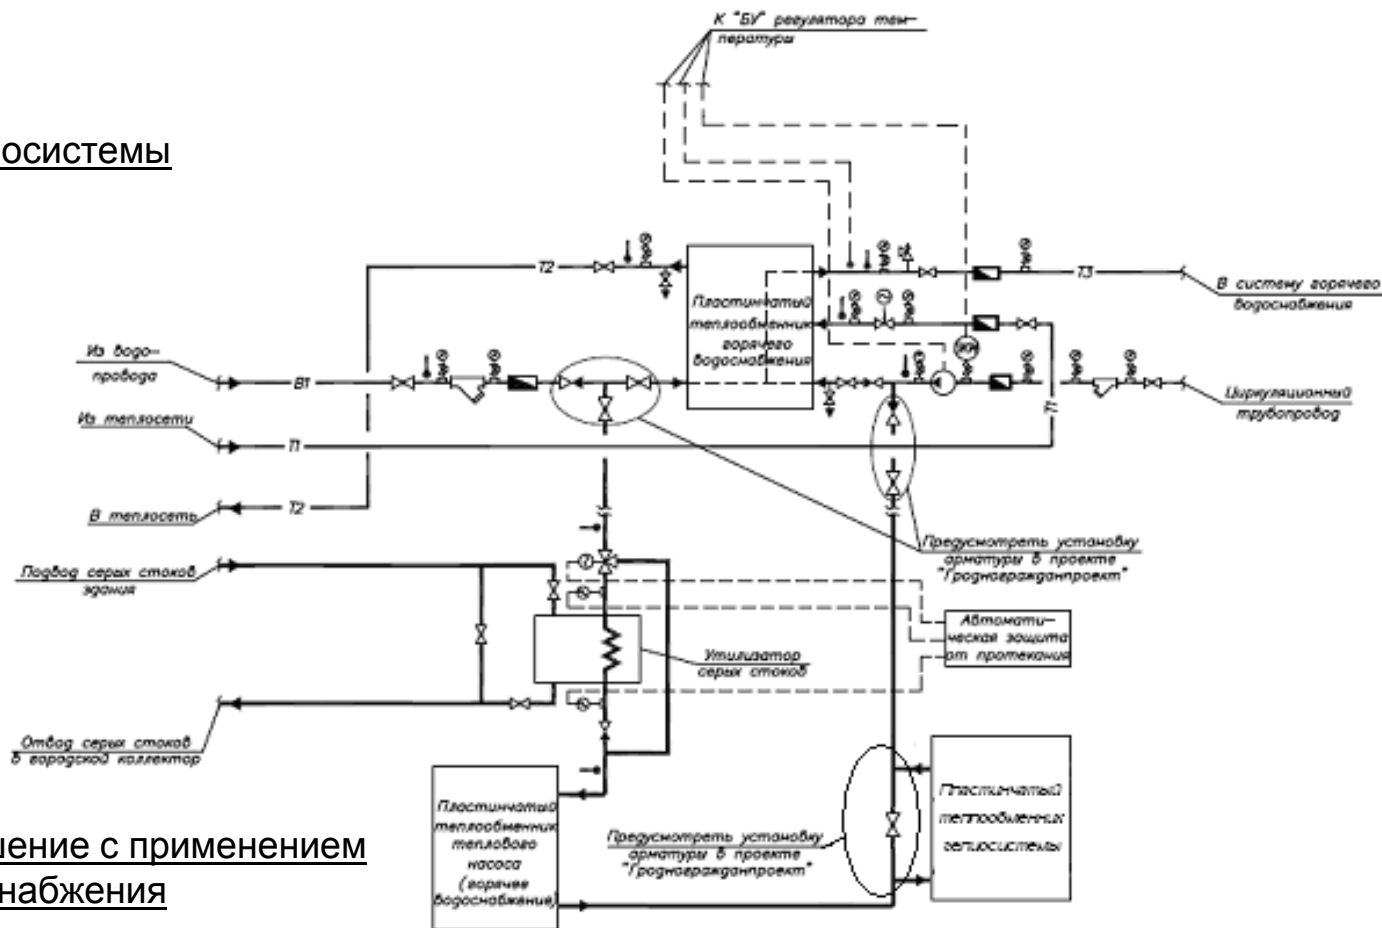 К "БУ" регулятора тем-
пературы
осистемы
Т2
Т3
В систему горячего
водоснабжения
Пластинчатый
теплообменник
горячего
водоснабжения
Из водо-
провода
В1
Т1
Циркуляционный
трубопровод
Из теплосети
Т1
В теплосеть
Т2
Предусмотреть установку
арматуры в проекте
"Гродногражданпроект"
Подвод серых стоков
здания
Автомати-
ческая защита
от протекания
Утилизатор
серых стоков
Отвод серых стоков
в городской коллектор
Пластинчатый
теплообменник
теплового
насоса
(горячее
водоснабжение)
Предусмотреть установку
арматуры в проекте
"Гродногражданпроект"
Пластинчатый
теплообменник
гелиосистемы
шение с применением
набжения